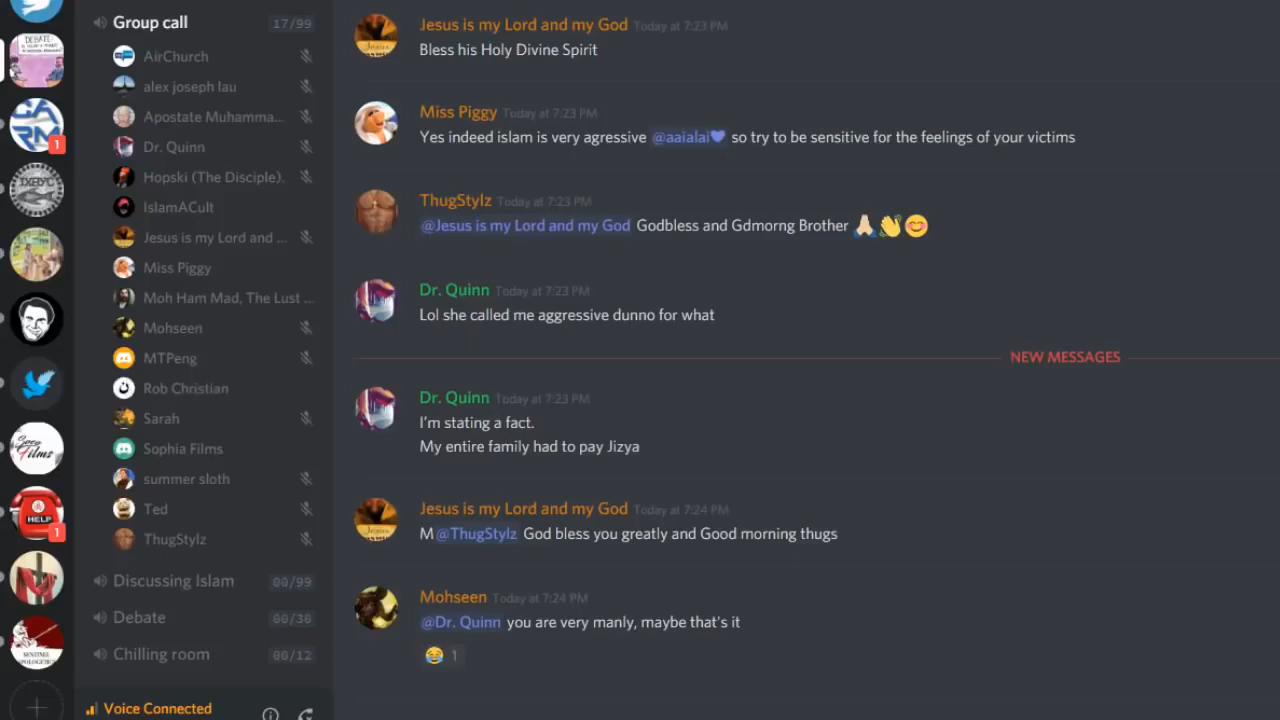 Group call 17/99
AirChurch
alex joseph lau
Apostate Muhamma...
Dr. Quinn
Hopski (The Disciple).
IslamACult
Jesus is my Lord and ...
Miss Piggy
Moh Ham Mad, The Lust ...
Mohseen
MTPeng
Rob Christian
Sarah
Sophia Films
summer sloth
Ted
ThugStylz
Discussing Islam 00/99
Debate 00/30
Chilling room 00/12
Voice Connected
DEBATE:
1
IXΘYC
Soco
Films
HELP
1
Jesus is my Lord and my God Today at 7:23 PM
Bless his Holy Divine Spirit
Miss Piggy Today at 7:23 PM
Yes indeed islam is very agressive @aaialai💜 so try to be sensitive for the feelings of your victims
ThugStylz Today at 7:23 PM
@Jesus is my Lord and my God Godbless and Gdmorng Brother 🙏🏻👏😊
Dr. Quinn Today at 7:23 PM
Lol she called me aggressive dunno for what
NEW MESSAGES
Dr. Quinn Today at 7:23 PM
I'm stating a fact.
My entire family had to pay Jizya
Jesus is my Lord and my God Today at 7:24 PM
M@ThugStylz God bless you greatly and Good morning thugs
Mohseen Today at 7:24 PM
@Dr. Quinn you are very manly, maybe that's it
😂 1